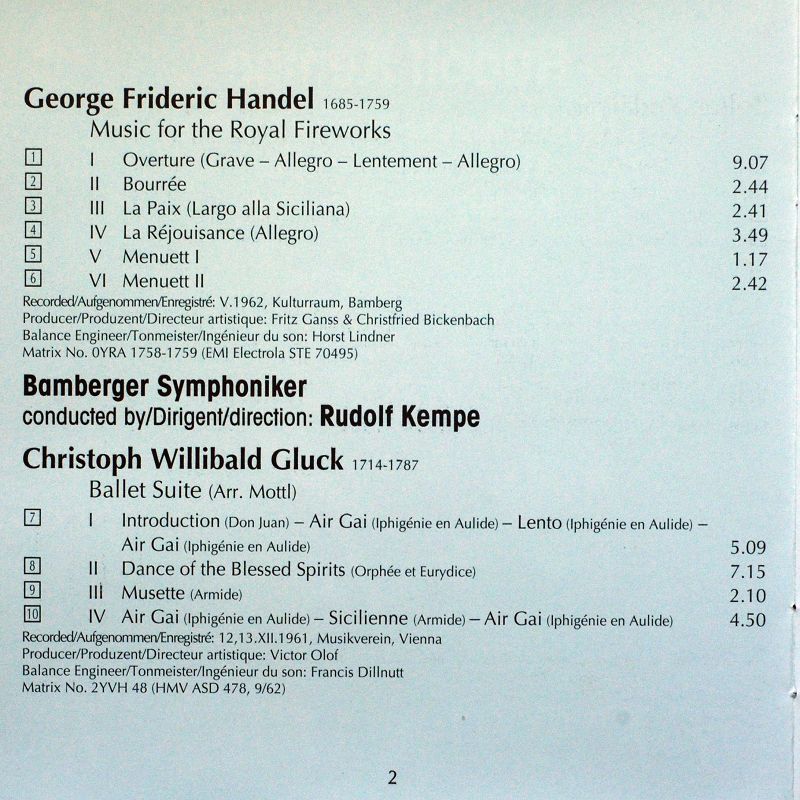 George Frideric Handel 1685-1759
Music for the Royal Fireworks
1 I Overture (Grave – Allegro – Lentement – Allegro) 9.07
2 II Bourrée 2.44
3 III La Paix (Largo alla Siciliana) 2.41
4 IV La Réjouisance (Allegro) 3.49
5 V Menuett I 1.17
6 VI Menuett II 2.42
Recorded/Aufgenommen/Enregistré: V.1962, Kulturraum, Bamberg
Producer/Produzent/Directeur artistique: Fritz Ganss & Christfried Bickenbach
Balance Engineer/Tonmeister/Ingénieur du son: Horst Lindner
Matrix No. 0YRA 1758-1759 (EMI Electrola STE 70495)
Bamberger Symphoniker
conducted by/Dirigent/direction: Rudolf Kempe
Christoph Willibald Gluck 1714-1787
Ballet Suite (Arr. Mottl)
7 I Introduction (Don Juan) – Air Gai (Iphigénie en Aulide) – Lento (Iphigénie en Aulide) –
Air Gai (Iphigénie en Aulide) 5.09
8 II Dance of the Blessed Spirits (Orphée et Eurydice) 7.15
9 III Musette (Armide) 2.10
10 IV Air Gai (Iphigénie en Aulide) – Sicilienne (Armide) – Air Gai (Iphigénie en Aulide) 4.50
Recorded/Aufgenommen/Enregistré: 12,13.XII.1961, Musikverein, Vienna
Producer/Produzent/Directeur artistique: Victor Olof
Balance Engineer/Tonmeister/Ingénieur du son: Francis Dillnutt
Matrix No. 2YVH 48 (HMV ASD 478, 9/62)
2